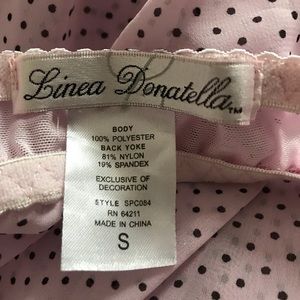 Linea Donatella™
BODY
100% POLYESTER
BACK YOKE
81% NYLON
19% SPANDEX
EXCLUSIVE OF
DECORATION
STYLE SPC084
RN 64211
MADE IN CHINA
S